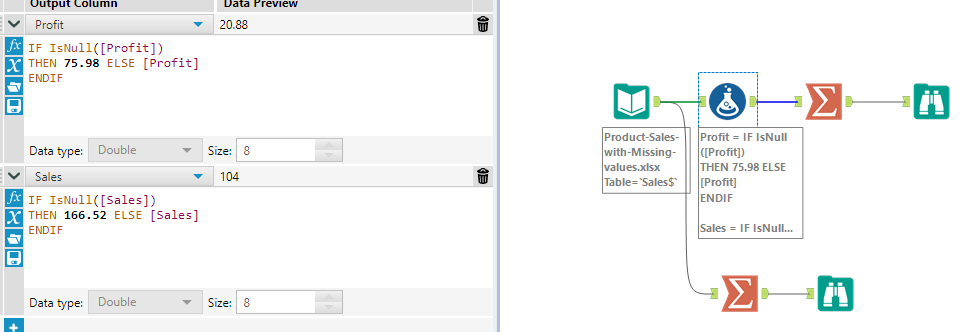 Output Column Data Preview
Profit 20.88
fx IF IsNull([Profit])
X THEN 75.98 ELSE [Profit]
ENDIF
Data type: Double Size: 8
Sales 104
fx IF IsNull([Sales])
X THEN 166.52 ELSE [Sales]
ENDIF
Data type: Double Size: 8
Product-Sales-
with-Missing-
values.xlsx
Table=`Sales$`
Profit = IF IsNull
([Profit])
THEN 75.98 ELSE
[Profit]
ENDIF
Sales = IF IsNull...
Σ
Σ